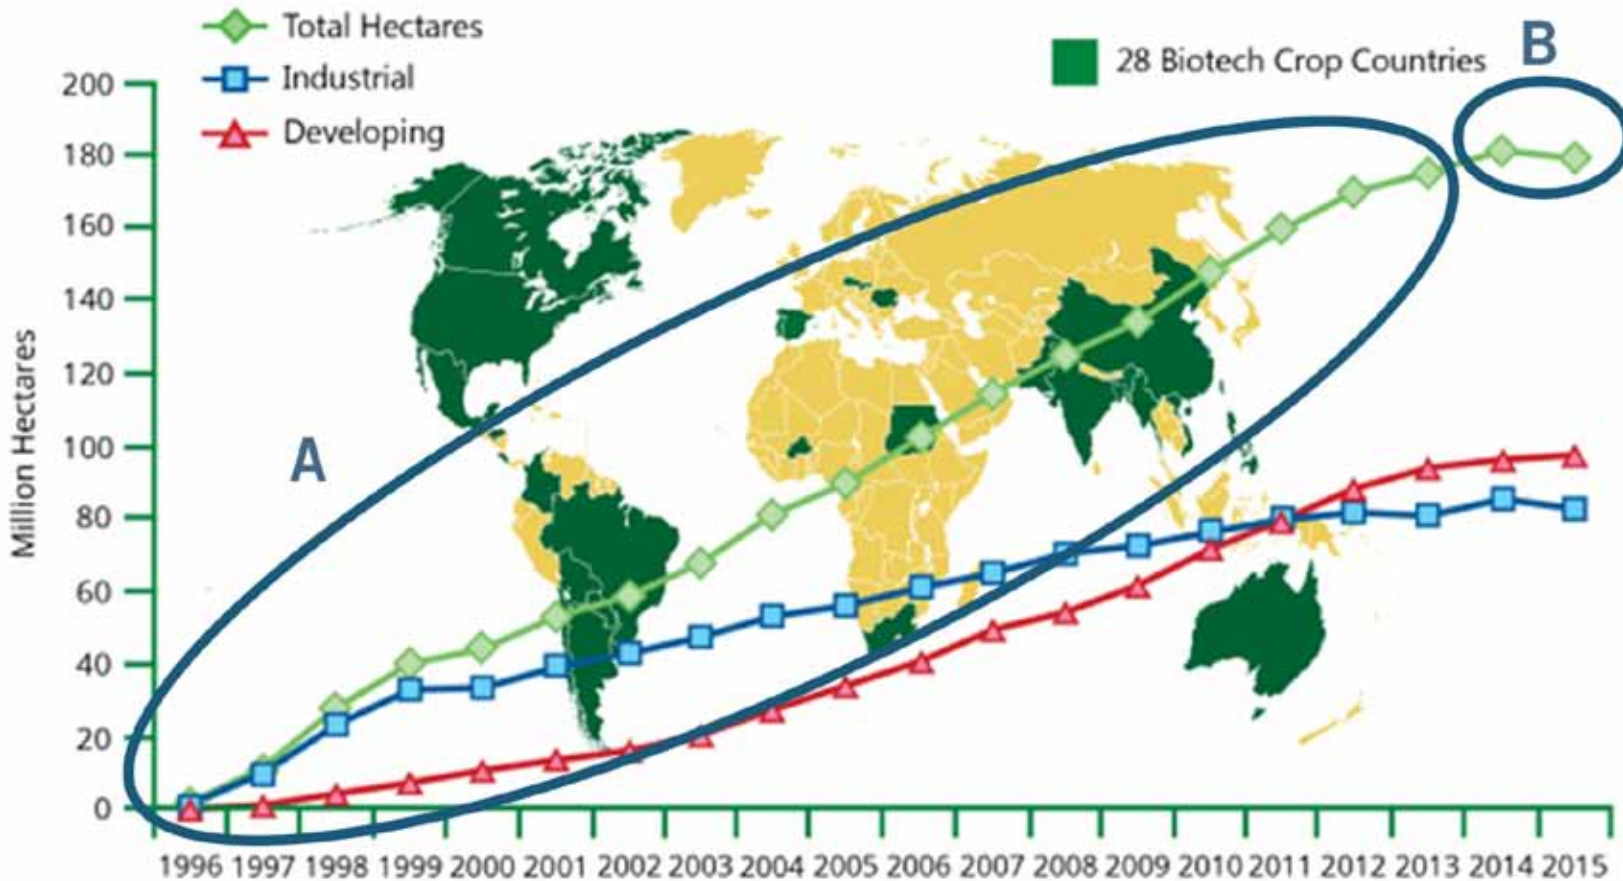 Total Hectares
Industrial
Developing
28 Biotech Crop Countries
B
A
Million Hectares
200
180
160
140
120
100
80
60
40
20
0
1996 1997 1998 1999 2000 2001 2002 2003 2004 2005 2006 2007 2008 2009 2010 2011 2012 2013 2014 2015